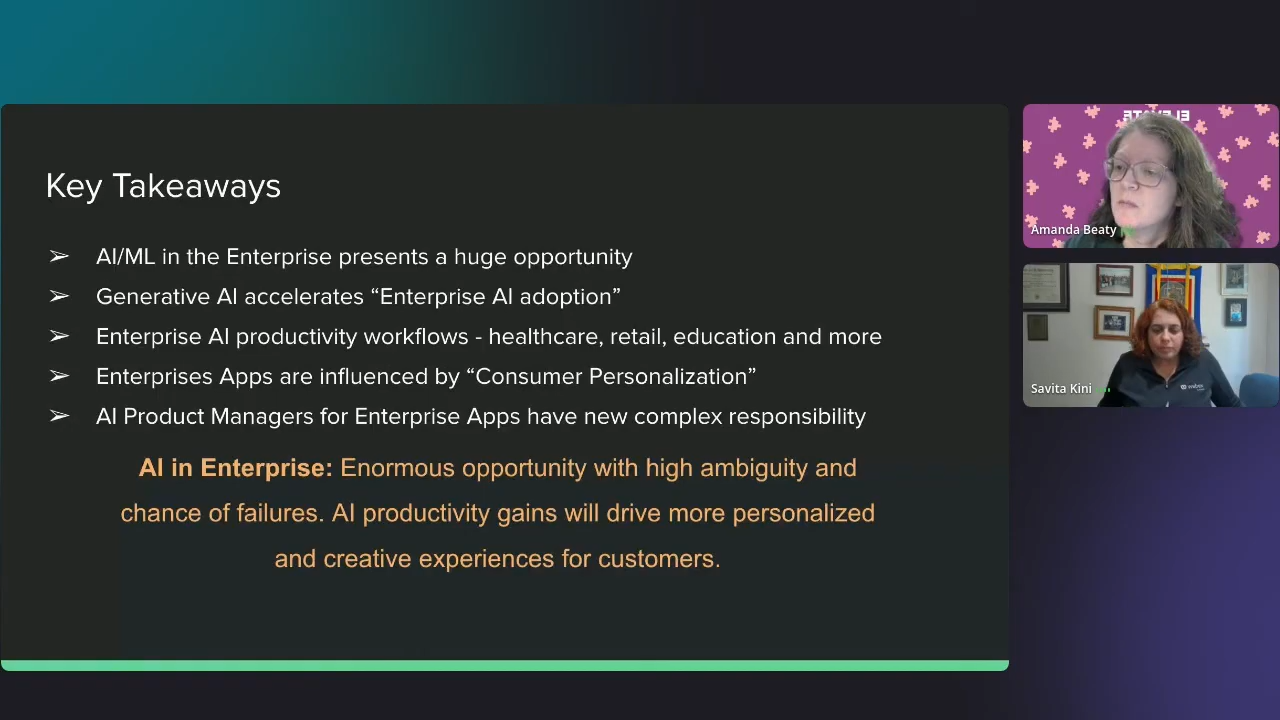 Key Takeaways
➢ AI/ML in the Enterprise presents a huge opportunity
➢ Generative AI accelerates “Enterprise AI adoption”
➢ Enterprise AI productivity workflows - healthcare, retail, education and more
➢ Enterprises Apps are influenced by “Consumer Personalization”
➢ AI Product Managers for Enterprise Apps have new complex responsibility
AI in Enterprise: Enormous opportunity with high ambiguity and
chance of failures. AI productivity gains will drive more personalized
and creative experiences for customers.
ELEVATE
Amanda Beaty
Savita Kini